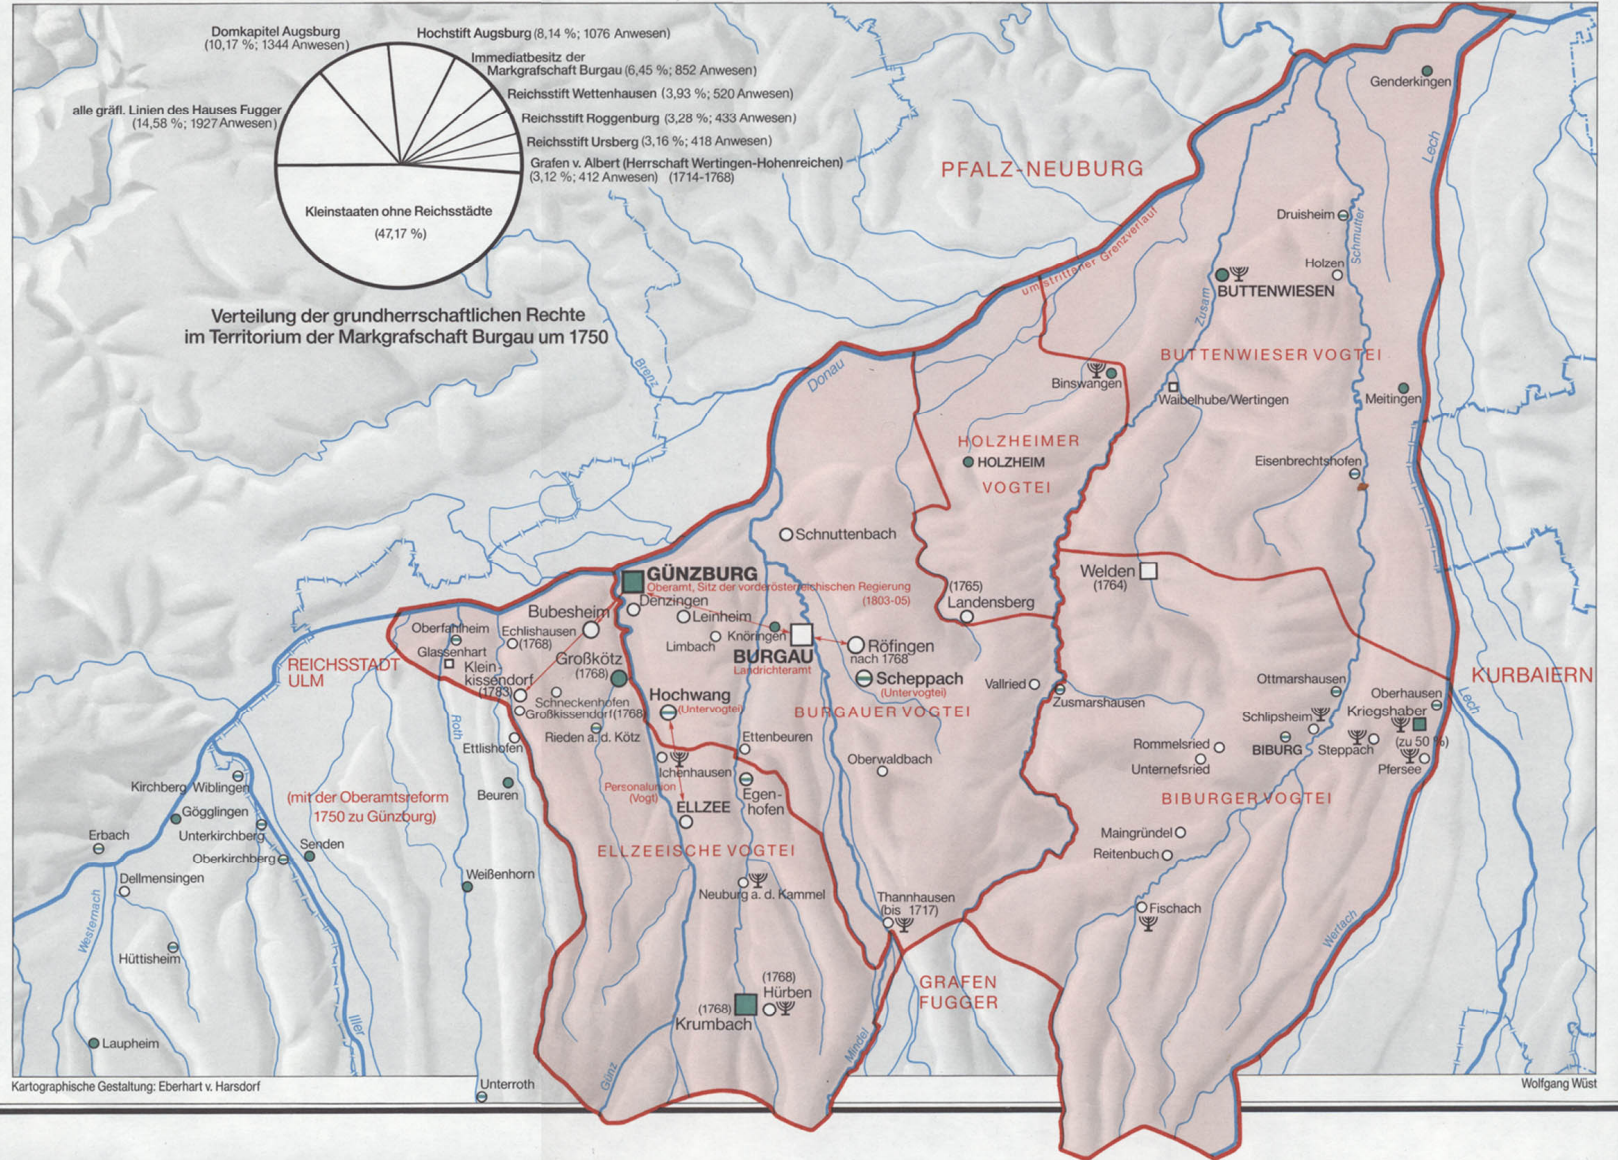 Domkapitel Augsburg
(10,17 %; 1344 Anwesen)
Hochstift Augsburg (8,14 %; 1076 Anwesen)
Immediatbesitz der
Markgrafschaft Burgau (6,45 %; 852 Anwesen)
Reichsstift Wettenhausen (3,93 %; 520 Anwesen)
alle gräfl. Linien des Hauses Fugger
(14,58 %; 1927 Anwesen)
Reichsstift Roggenburg (3,28 %; 433 Anwesen)
Reichsstift Ursberg (3,16 %; 418 Anwesen)
Grafen v. Albert (Herrschaft Wertingen-Hohenreichen)
(3,12 %; 412 Anwesen) (1714-1768)
Kleinstaaten ohne Reichsstädte
(47,17 %)
Verteilung der grundherrschaftlichen Rechte
im Territorium der Markgrafschaft Burgau um 1750
Genderkingen
Lech
PFALZ-NEUBURG
umstrittener Grenzverlauf
Druisheim
Schmutter
Holzen
BUTTENWIESEN
Zusam
BUTTENWIESER VOGTEI
Donau
Brenz
Binswangen
Waibelhube/Wertingen
Meitingen
HOLZHEIMER
HOLZHEIM
VOGTEI
Eisenbrechtshofen
Schnuttenbach
GÜNZBURG
Oberamt, Sitz der vorderösterreichischen Regierung
(1803-05)
Welden
(1764)
(1765)
Landensberg
Denzingen
Bubesheim
Leinheim
Oberfahlheim
Echlishausen
(1768)
Limbach
Knöringen
BURGAU
Landrichteramt
Röfingen
nach 1768
Glassenhart
Großkötz
(1768)
Klein-
kissendorf
(1783)
Scheppach
(Untervogtei)
REICHSSTADT
ULM
Hochwang
(Untervogtei)
Schneckenhofen
Großkissendorf (1768)
Vallried
Zusmarshausen
Ottmarshausen
Oberhausen
KURBAIERN
Lech
BURGAUER VOGTEI
Roth
Rieden a. d. Kötz
Ettlishofen
Ettenbeuren
Schlipsheim
Kriegshaber
(zu 50 %)
BIBURG
Steppach
Pfersee
Rommelsried
Unternefsried
Oberwaldbach
Ichenhausen
Personalunion
(Vogt)
Egen-
hofen
ELLZEE
Kirchberg
Wiblingen
Beuren
(mit der Oberamtsreform
1750 zu Günzburg)
BIBURGER VOGTEI
Gögglingen
Unterkirchberg
Erbach
Oberkirchberg
Senden
Maingründel
Reitenbuch
ELLZEEISCHE VOGTEI
Dellmensingen
Weißenhorn
Neuburg a. d. Kammel
Thannhausen
(bis 1717)
Fischach
Westernach
Wertach
Hüttisheim
GRAFEN
FUGGER
(1768)
Hürben
(1768)
Krumbach
Iller
Mindel
Laupheim
Günz
Unterroth
Kartographische Gestaltung: Eberhart v. Harsdorf
Wolfgang Wüst